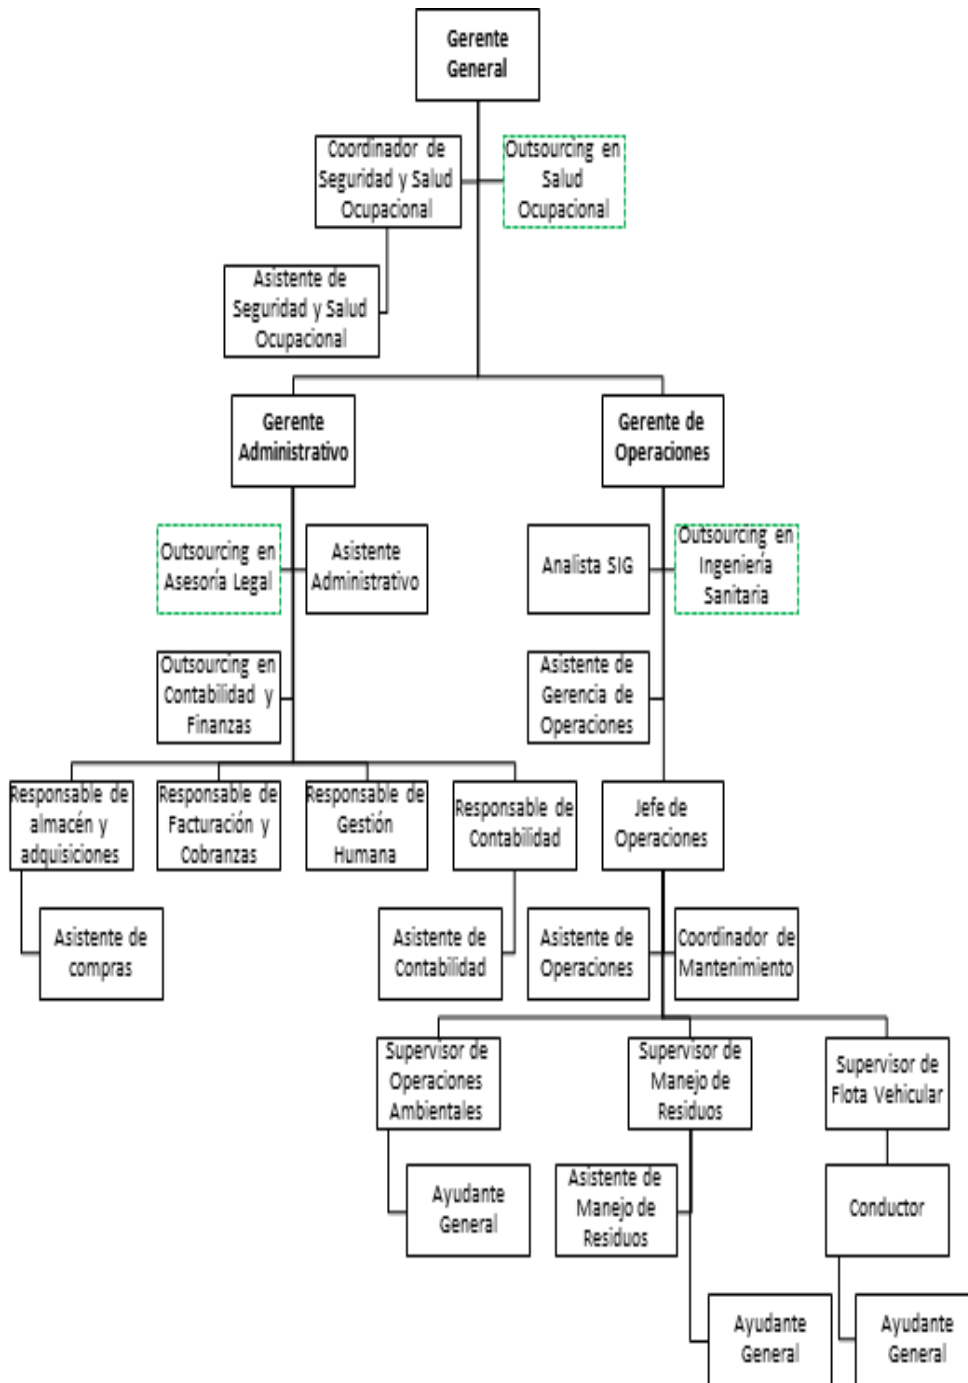 Gerente
General
Coordinador de
Seguridad y Salud
Ocupacional
Outsourcing en
Salud
Ocupacional
Asistente de
Seguridad y Salud
Ocupacional
Gerente
Administrativo
Gerente de
Operaciones
Outsourcing en
Asesoría Legal
Asistente
Administrativo
Analista SIG
Outsourcing en
Ingeniería
Sanitaria
Outsourcing en
Contabilidad y
Finanzas
Asistente de
Gerencia de
Operaciones
Responsable de
almacén y
adquisiciones
Responsable de
Facturación y
Cobranzas
Responsable de
Gestión
Humana
Responsable de
Contabilidad
Jefe de
Operaciones
Asistente de
compras
Asistente de
Contabilidad
Asistente de
Operaciones
Coordinador de
Mantenimiento
Supervisor de
Operaciones
Ambientales
Supervisor de
Manejo de
Residuos
Supervisor de
Flota Vehicular
Ayudante
General
Asistente de
Manejo de
Residuos
Conductor
Ayudante
General
Ayudante
General